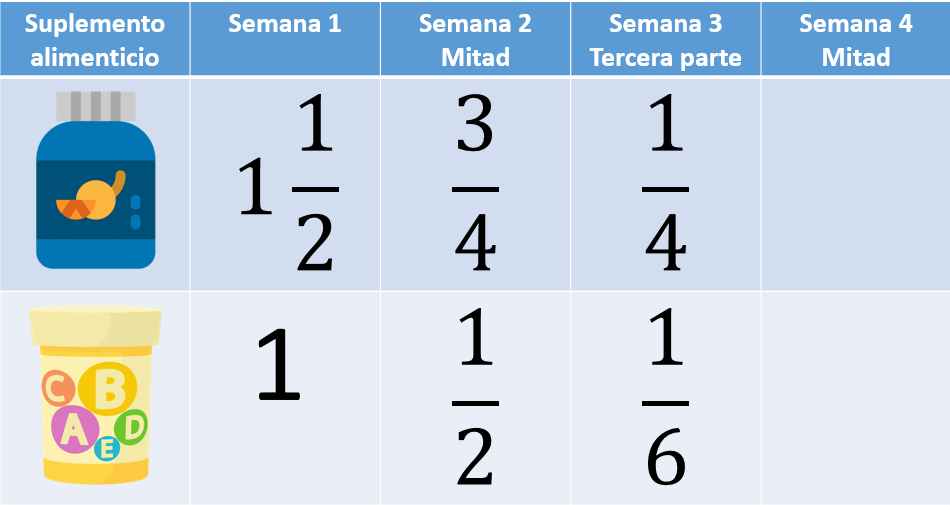 Suplemento alimenticio
Semana 1
Semana 2
Mitad
Semana 3
Tercera parte
Semana 4
Mitad
1 1/2
3/4
1/4
C B A D E
1
1/2
1/6